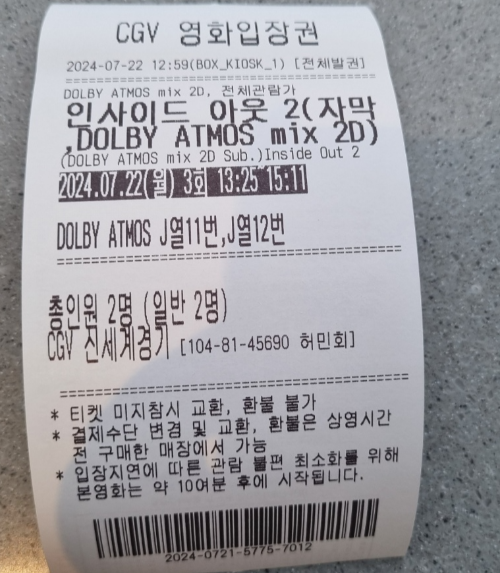 CGV 영화입장권
2024-07-22 12:59(BOX_KIOSK_1) [전체발권]
DOLBY ATMOS mix 2D, 전체관람가
인사이드 아웃 2(자막
,DOLBY ATMOS mix 2D)
(DOLBY ATMOS mix 2D Sub.)Inside Out 2
2024.07.22(월) 3회 13:25~15:11
DOLBY ATMOS J열11번,J열12번
총인원 2명 (일반 2명)
CGV 신세계경기 [104-81-45690 허민회]
* 티켓 미지참시 교환, 환불 불가
* 결제수단 변경 및 교환, 환불은 상영시간
전 구매한 매장에서 가능
* 입장지연에 따른 관람 불편 최소화를 위해
본영화는 약 10여분 후에 시작됩니다.
2024-0721-5775-7012